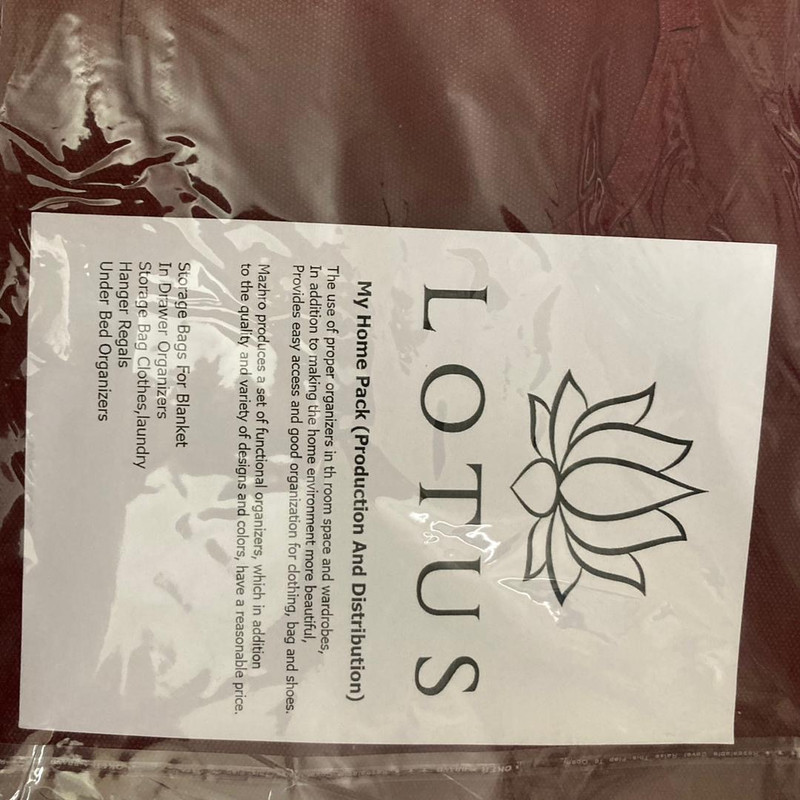 LOTUS
My Home Pack (Production And Distribution)
The use of proper organizers in th room space and wardrobes,
In addition to making the home environment more beautiful,
Provides easy access and good organization for clothing, bag and shoes.
Mazhro produces a set of functional organizers, which in addition
to the quality and variety of designs and colors, have a reasonable price.
Storage Bags For Blanket
In Drawer Organizers
Storage Bag Clothes,laundry
Hanger Regals
Under Bed Organizers